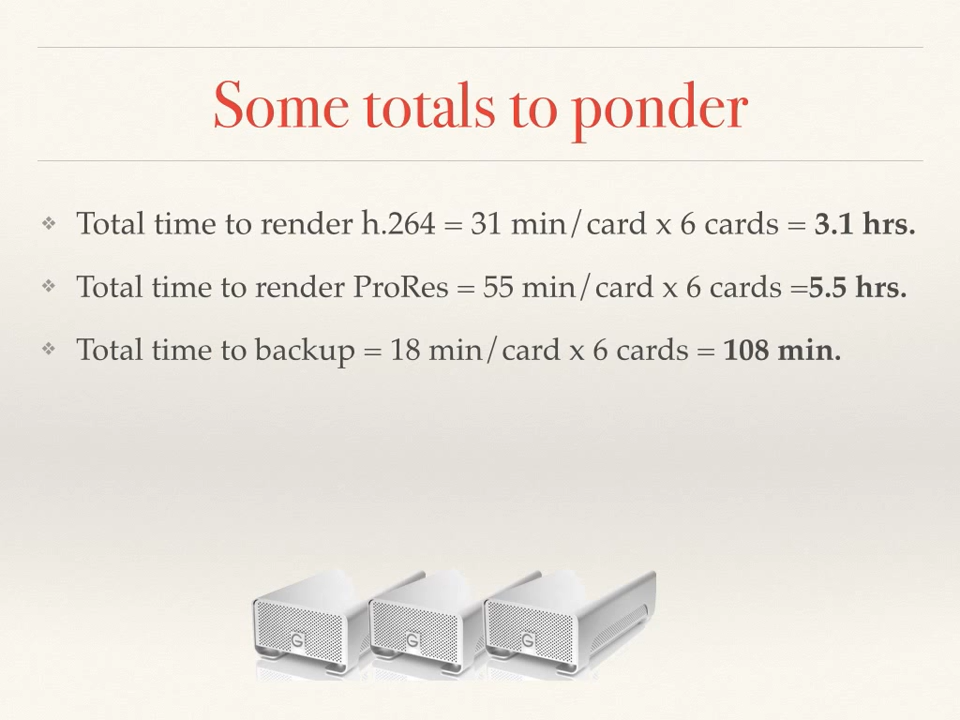 Some totals to ponder
❖ Total time to render h.264 = 31 min/card x 6 cards = 3.1 hrs.
❖ Total time to render ProRes = 55 min/card x 6 cards =5.5 hrs.
❖ Total time to backup = 18 min/card x 6 cards = 108 min.
G G G